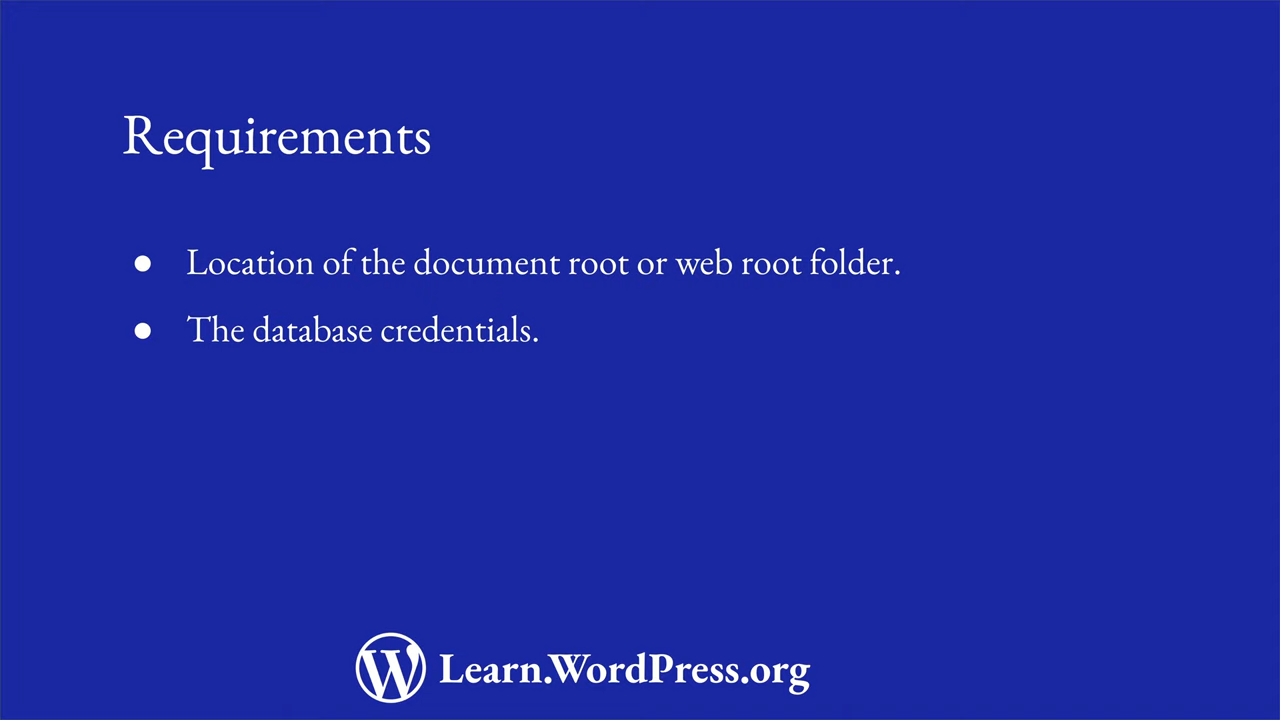 Requirements
● Location of the document root or web root folder.
● The database credentials.
Learn.WordPress.org